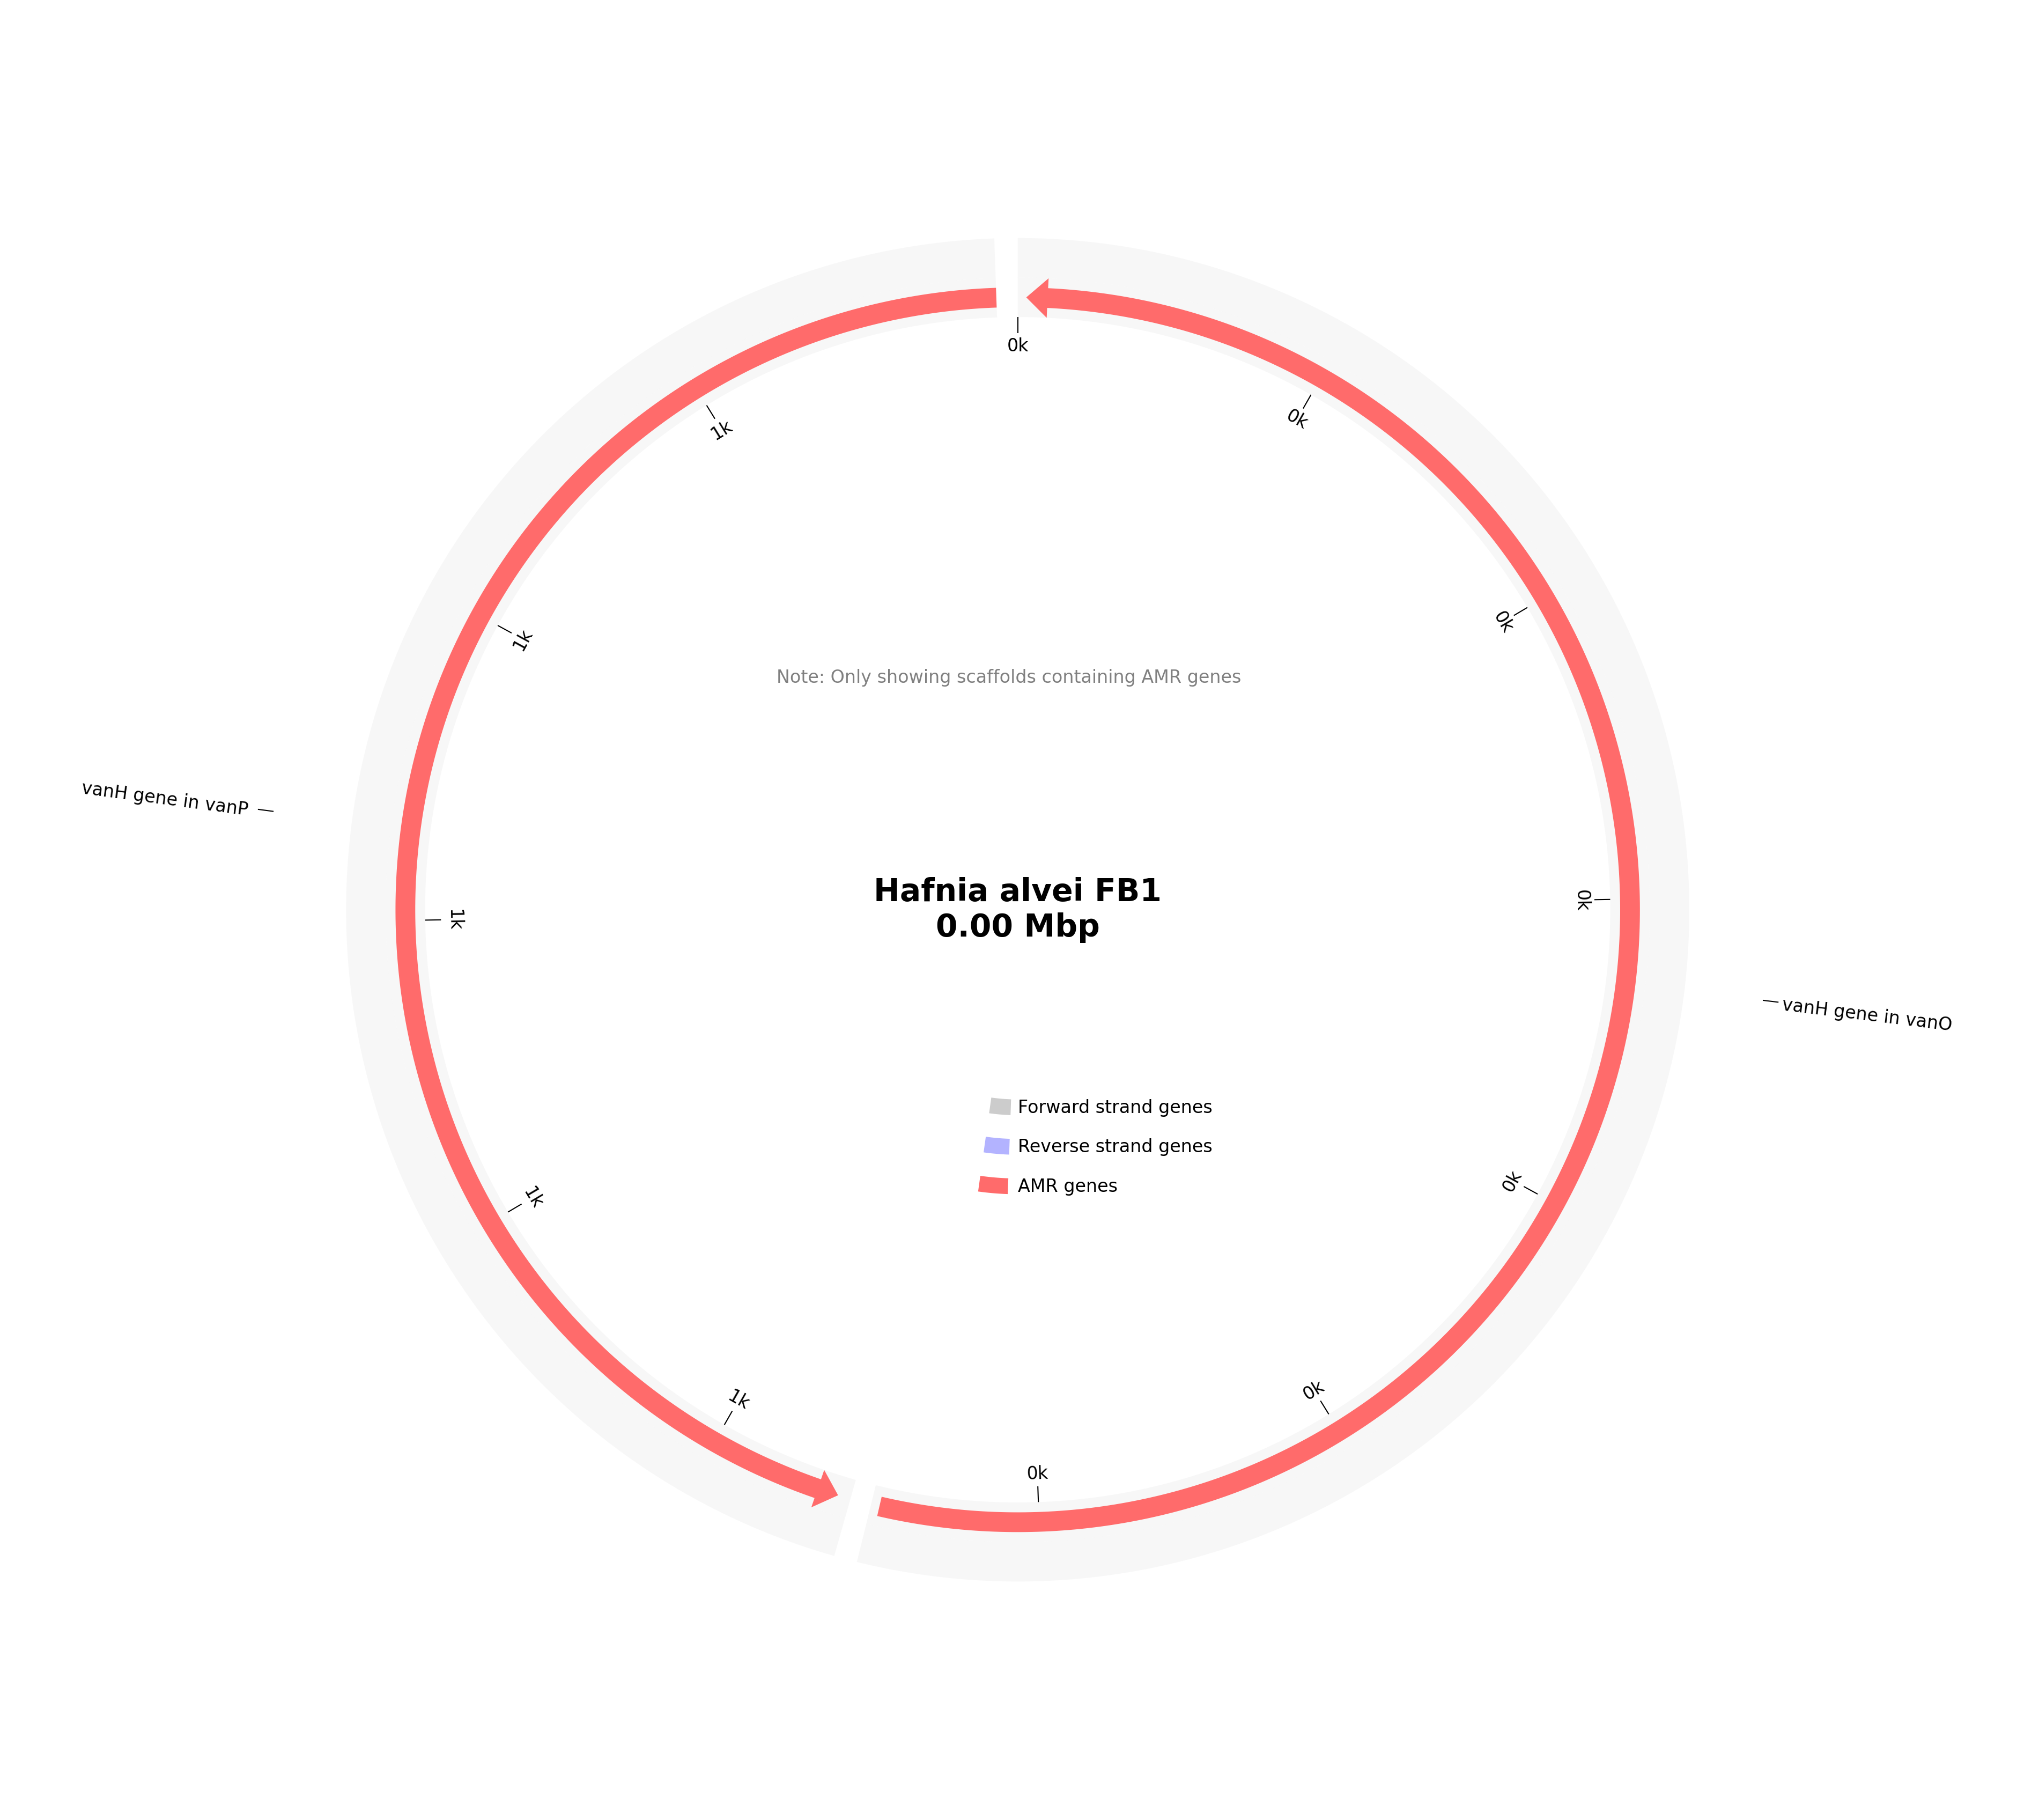 0k
0k
1k
0k
1k
Note: Only showing scaffolds containing AMR genes
vanH gene in vanP
Hafnia alvei FB1
0k
1k
0.00 Mbp
vanH gene in vanO
Forward strand genes
Reverse strand genes
0k
AMR genes
1k
0k
1k
0k